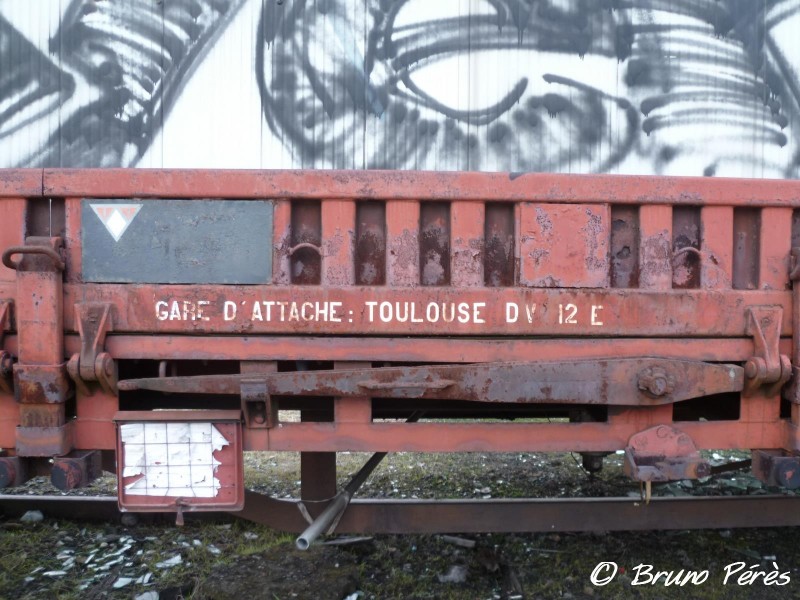 GARE D'ATTACHE: TOULOUSE DV 12 E
© Bruno Pérès